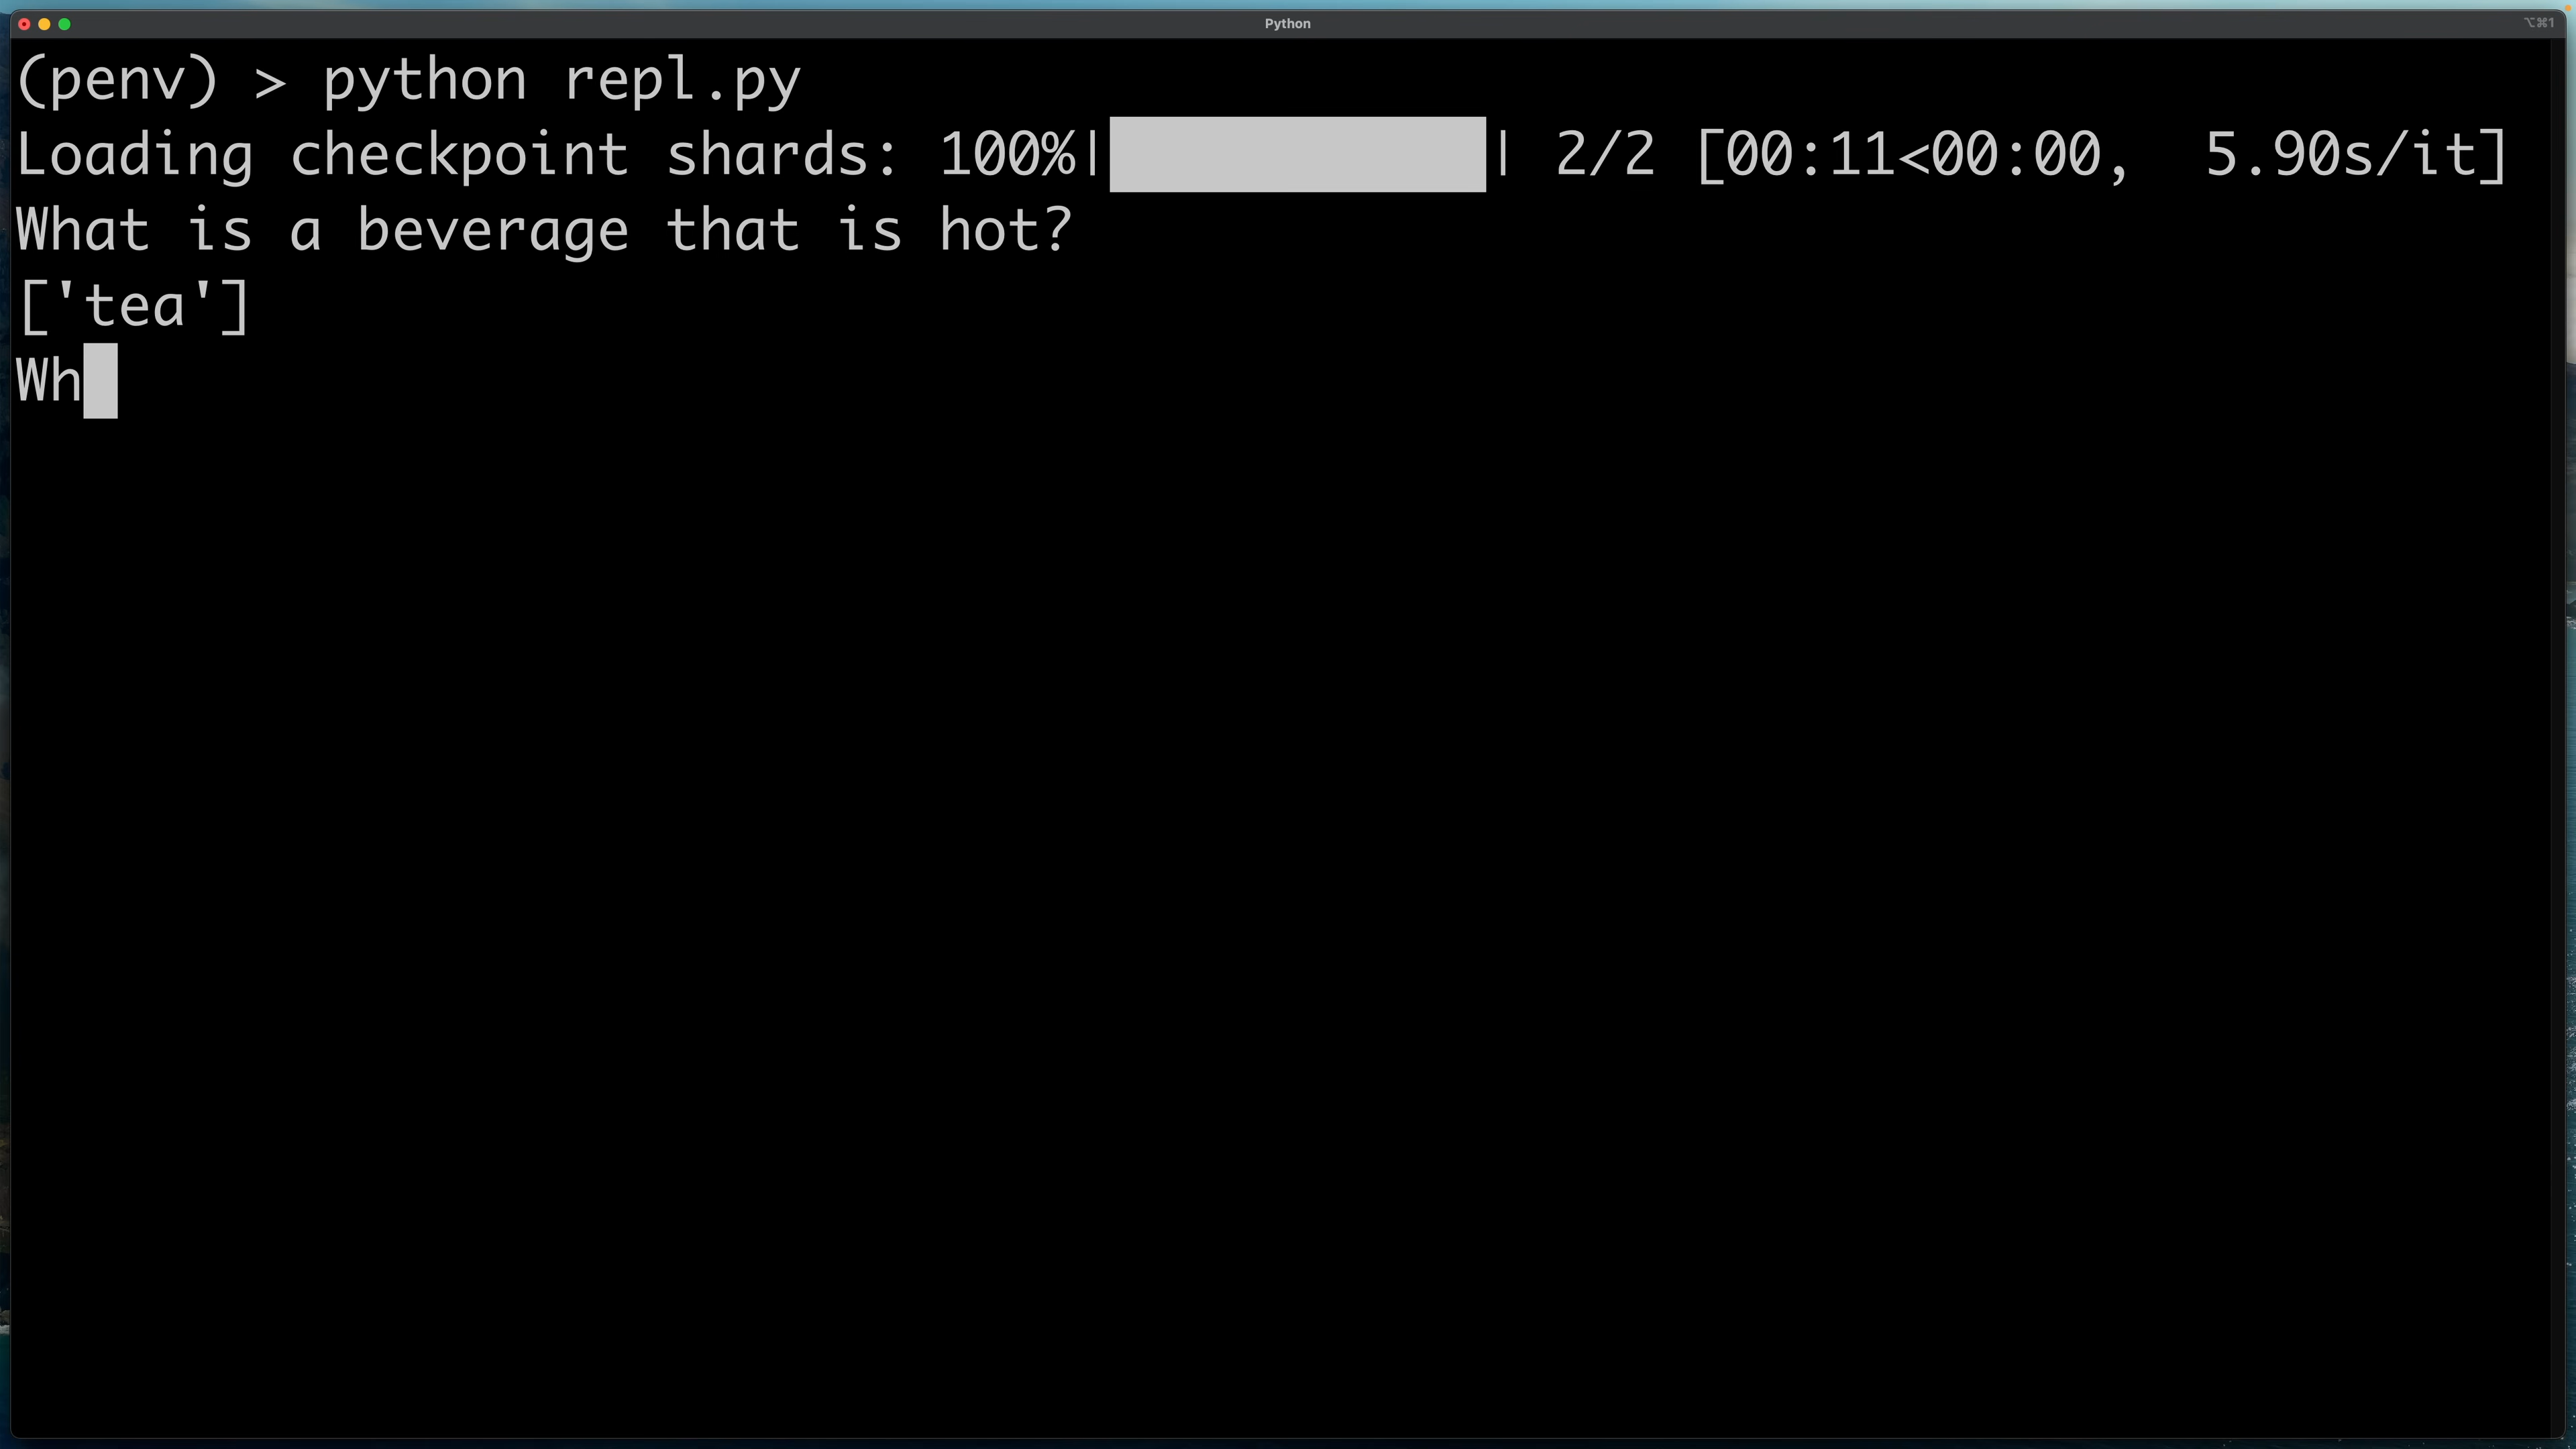 Python
⌥⌘1
(penv) > python repl.py
Loading checkpoint shards: 100%|██████████| 2/2 [00:11<00:00,  5.90s/it]
What is a beverage that is hot?
['tea']
Wh